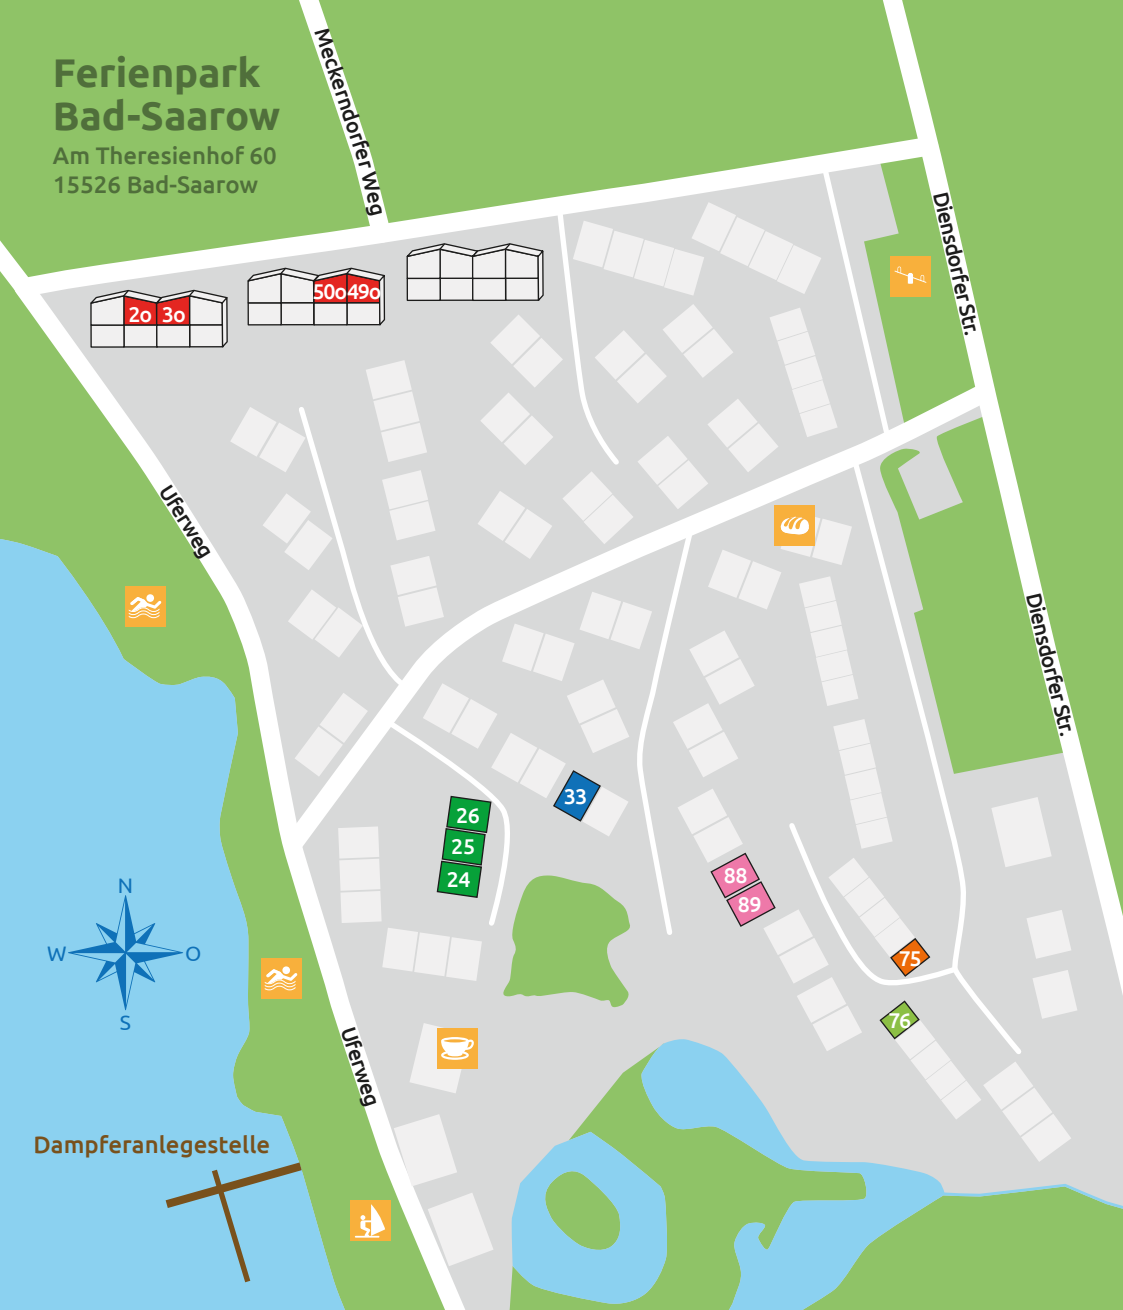 Ferienpark
Bad-Saarow
Am Theresienhof 60
15526 Bad-Saarow
Meckerndorfer Weg
Diensdorfer Str.
2o
3o
50o
49o
Uferweg
Diensdorfer Str.
33
26
25
24
88
89
75
76
N
W
O
S
Uferweg
Dampferanlegestelle